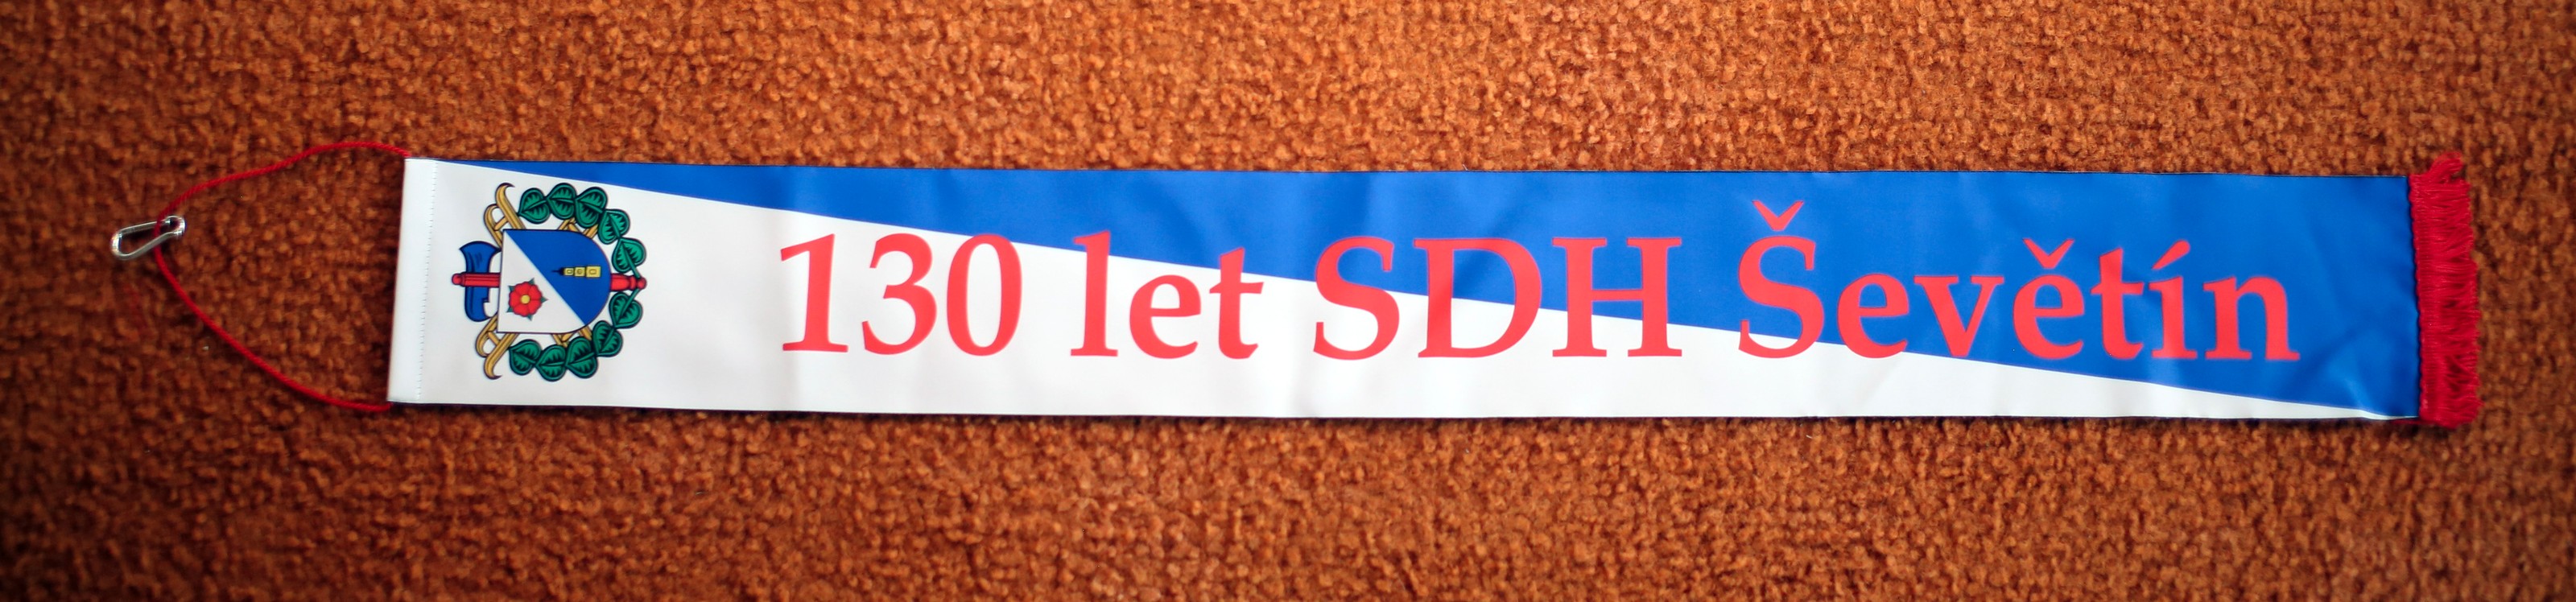 130 let SDH Ševětín